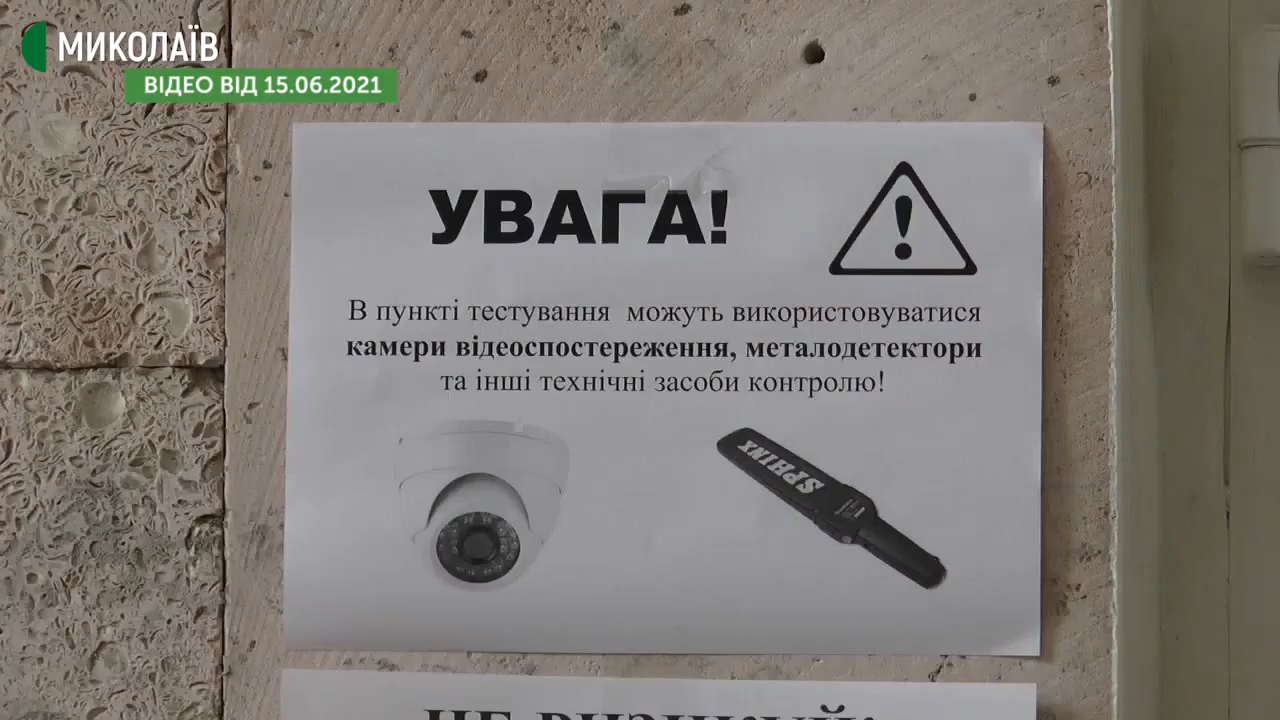 МИКОЛАЇВ
ВІДЕО ВІД 15.06.2021
УВАГА!
В пункті тестування можуть використовуватися
камери відеоспостереження, металодетектори
та інші технічні засоби контролю!
SPHINX